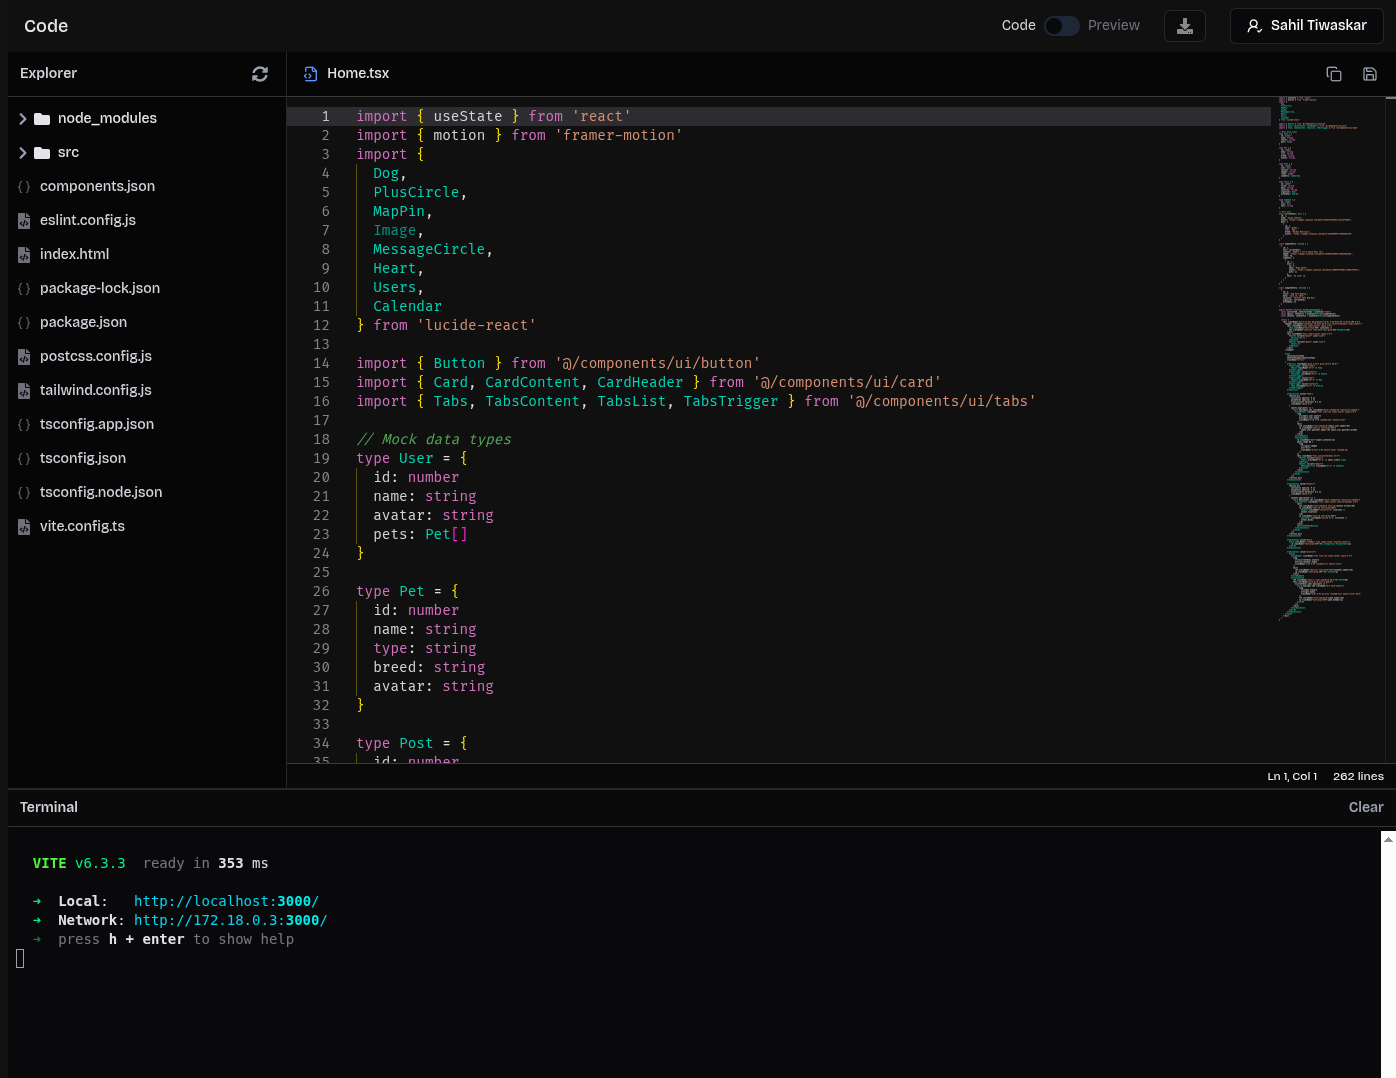 Code
Code Preview
Sahil Tiwaskar
Explorer
Home.tsx
node_modules
src
{} components.json
eslint.config.js
index.html
{} package-lock.json
{} package.json
postcss.config.js
tailwind.config.js
{} tsconfig.app.json
{} tsconfig.json
{} tsconfig.node.json
vite.config.ts
1 import { useState } from 'react'
2 import { motion } from 'framer-motion'
3 import {
4 Dog,
5 PlusCircle,
6 MapPin,
7 Image,
8 MessageCircle,
9 Heart,
10 Users,
11 Calendar
12 } from 'lucide-react'
13
14 import { Button } from '@/components/ui/button'
15 import { Card, CardContent, CardHeader } from '@/components/ui/card'
16 import { Tabs, TabsContent, TabsList, TabsTrigger } from '@/components/ui/tabs'
17
18 // Mock data types
19 type User = {
20 id: number
21 name: string
22 avatar: string
23 pets: Pet[]
24 }
25
26 type Pet = {
27 id: number
28 name: string
29 type: string
30 breed: string
31 avatar: string
32 }
33
34 type Post = {
35 id: number
Ln 1, Col 1 262 lines
Terminal
Clear
VITE v6.3.3 ready in 353 ms
➜ Local: http://localhost:3000/
➜ Network: http://172.18.0.3:3000/
➜ press h + enter to show help